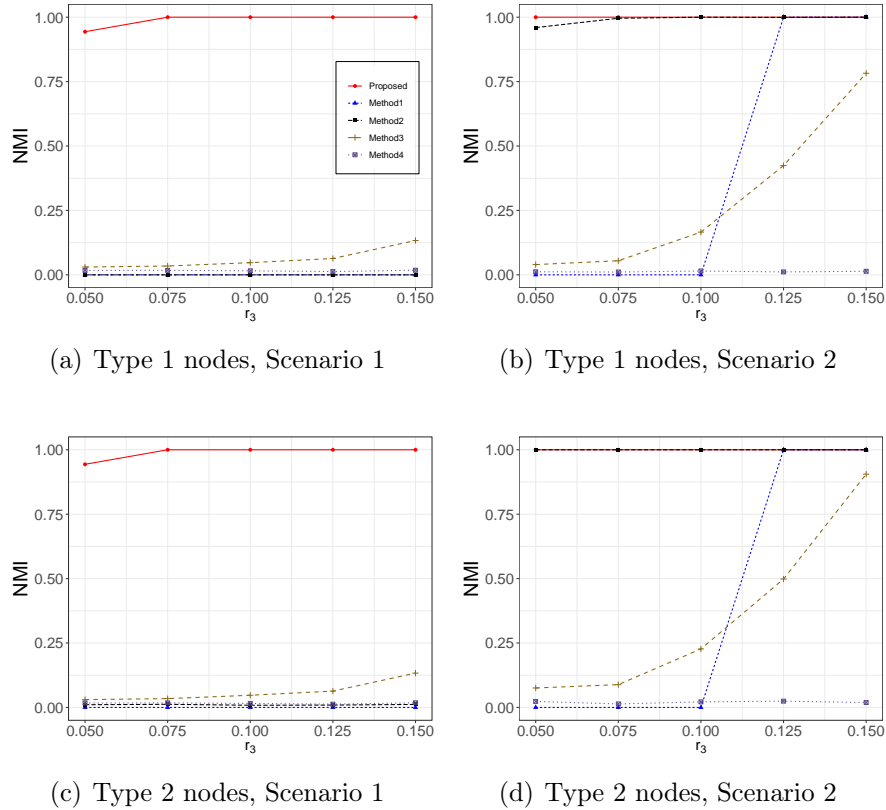 1.00
0.75
0.50
0.25
0.00
NMI
Proposed
Method1
Method2
Method3
Method4
0.050 0.075 0.100 0.125 0.150
r3
(a) Type 1 nodes, Scenario 1
1.00
0.75
0.50
0.25
0.00
NMI
0.050 0.075 0.100 0.125 0.150
r3
(b) Type 1 nodes, Scenario 2
1.00
0.75
0.50
0.25
0.00
NMI
0.050 0.075 0.100 0.125 0.150
r3
(c) Type 2 nodes, Scenario 1
1.00
0.75
0.50
0.25
0.00
NMI
0.050 0.075 0.100 0.125 0.150
r3
(d) Type 2 nodes, Scenario 2